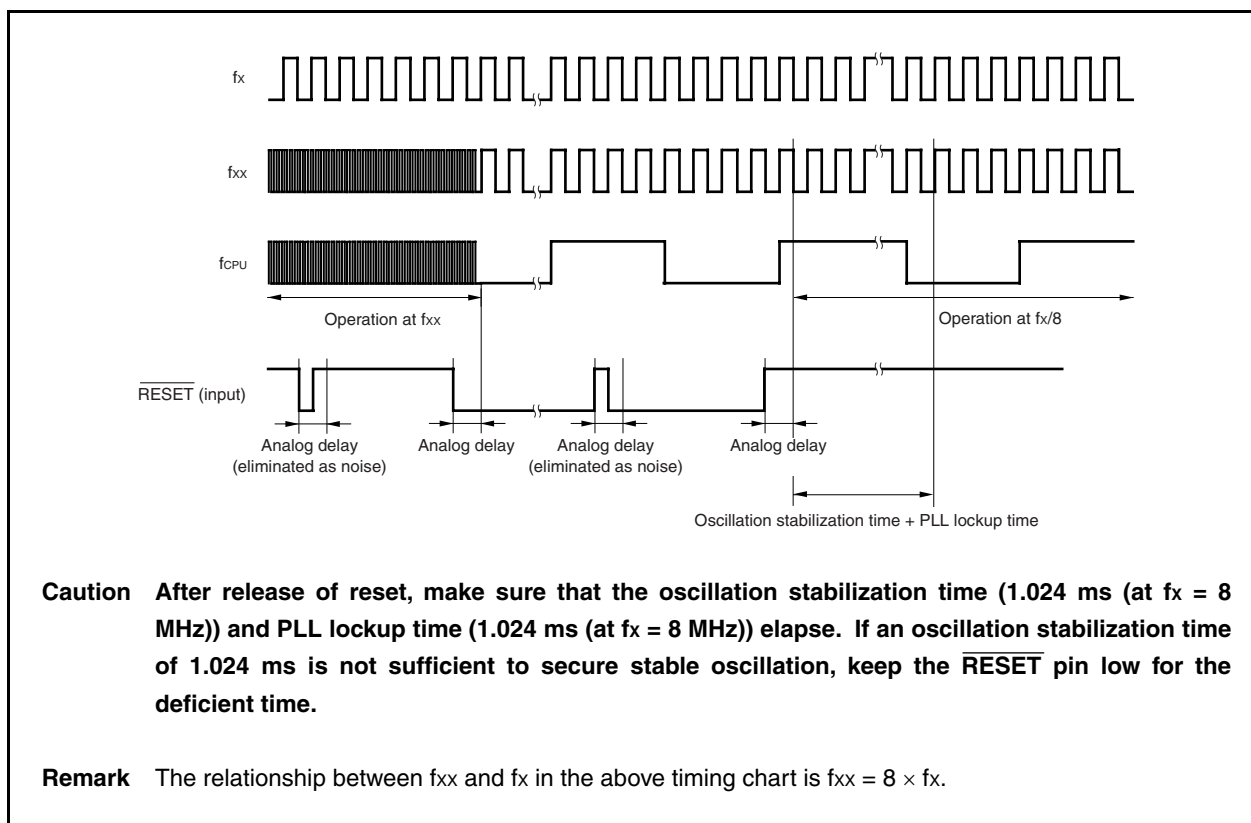 fx
fxx
fCPU
Operation at fxx
Operation at fx/8
RESET (input)
Analog delay
(eliminated as noise)
Analog delay
Analog delay
(eliminated as noise)
Analog delay
Oscillation stabilization time + PLL lockup time
Caution After release of reset, make sure that the oscillation stabilization time (1.024 ms (at fx = 8
MHz)) and PLL lockup time (1.024 ms (at fx = 8 MHz)) elapse. If an oscillation stabilization time
of 1.024 ms is not sufficient to secure stable oscillation, keep the RESET pin low for the
deficient time.
Remark The relationship between fxx and fx in the above timing chart is fxx = 8 × fx.